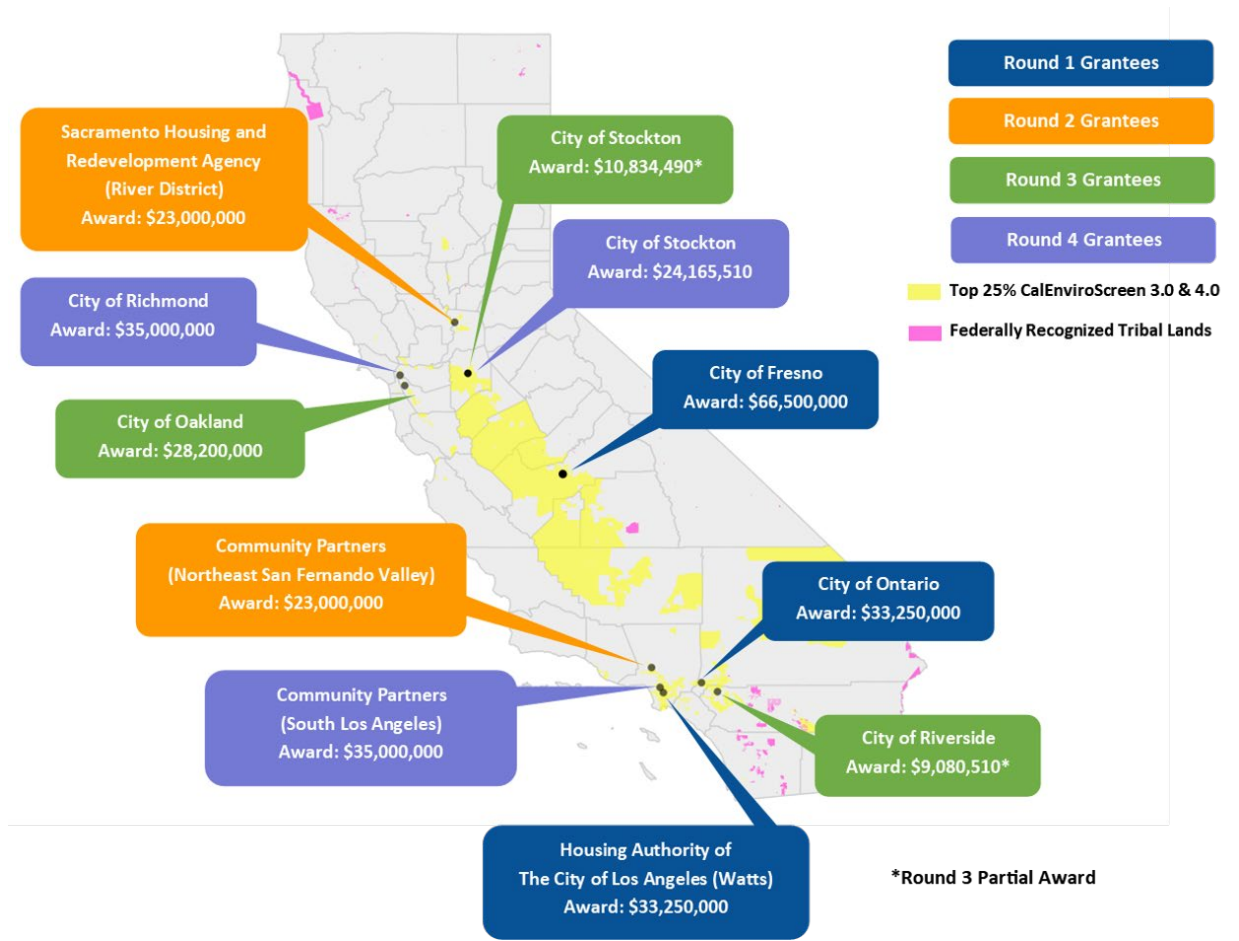 Round 1 Grantees
Round 2 Grantees
Round 3 Grantees
Round 4 Grantees
Top 25% CalEnviroScreen 3.0 & 4.0
Federally Recognized Tribal Lands
Sacramento Housing and
Redevelopment Agency
(River District)
Award: $23,000,000
City of Stockton
Award: $10,834,490*
City of Stockton
Award: $24,165,510
City of Richmond
Award: $35,000,000
City of Fresno
Award: $66,500,000
City of Oakland
Award: $28,200,000
Community Partners
(Northeast San Fernando Valley)
Award: $23,000,000
City of Ontario
Award: $33,250,000
Community Partners
(South Los Angeles)
Award: $35,000,000
City of Riverside
Award: $9,080,510*
Housing Authority of
The City of Los Angeles (Watts)
Award: $33,250,000
*Round 3 Partial Award